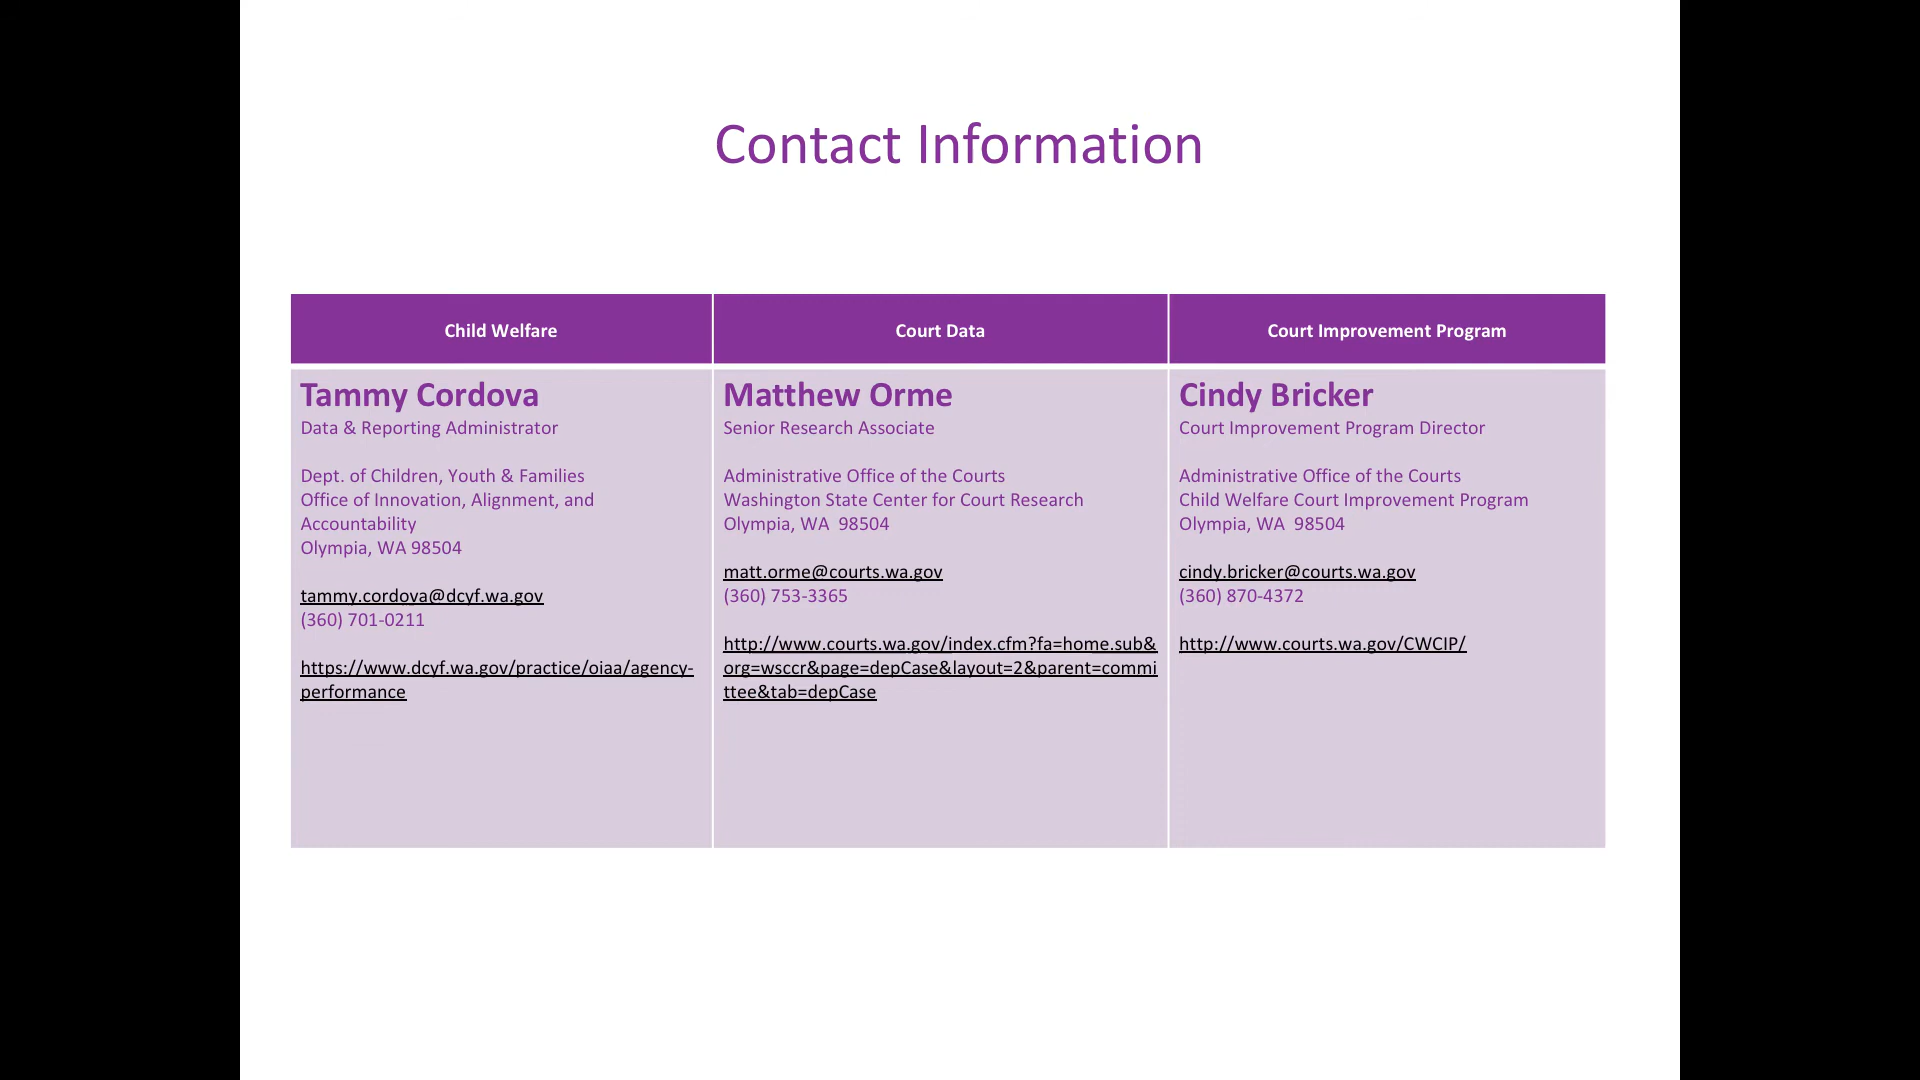 Contact Information
Child Welfare
Court Data
Court Improvement Program
Tammy Cordova
Data & Reporting Administrator
Dept. of Children, Youth & Families
Office of Innovation, Alignment, and
Accountability
Olympia, WA 98504
tammy.cordova@dcyf.wa.gov
(360) 701-0211
https://www.dcyf.wa.gov/practice/oiaa/agency-
performance
Matthew Orme
Senior Research Associate
Administrative Office of the Courts
Washington State Center for Court Research
Olympia, WA  98504
matt.orme@courts.wa.gov
(360) 753-3365
http://www.courts.wa.gov/index.cfm?fa=home.sub&
org=wsccr&page=depCase&layout=2&parent=commi
ttee&tab=depCase
Cindy Bricker
Court Improvement Program Director
Administrative Office of the Courts
Child Welfare Court Improvement Program
Olympia, WA  98504
cindy.bricker@courts.wa.gov
(360) 870-4372
http://www.courts.wa.gov/CWCIP/